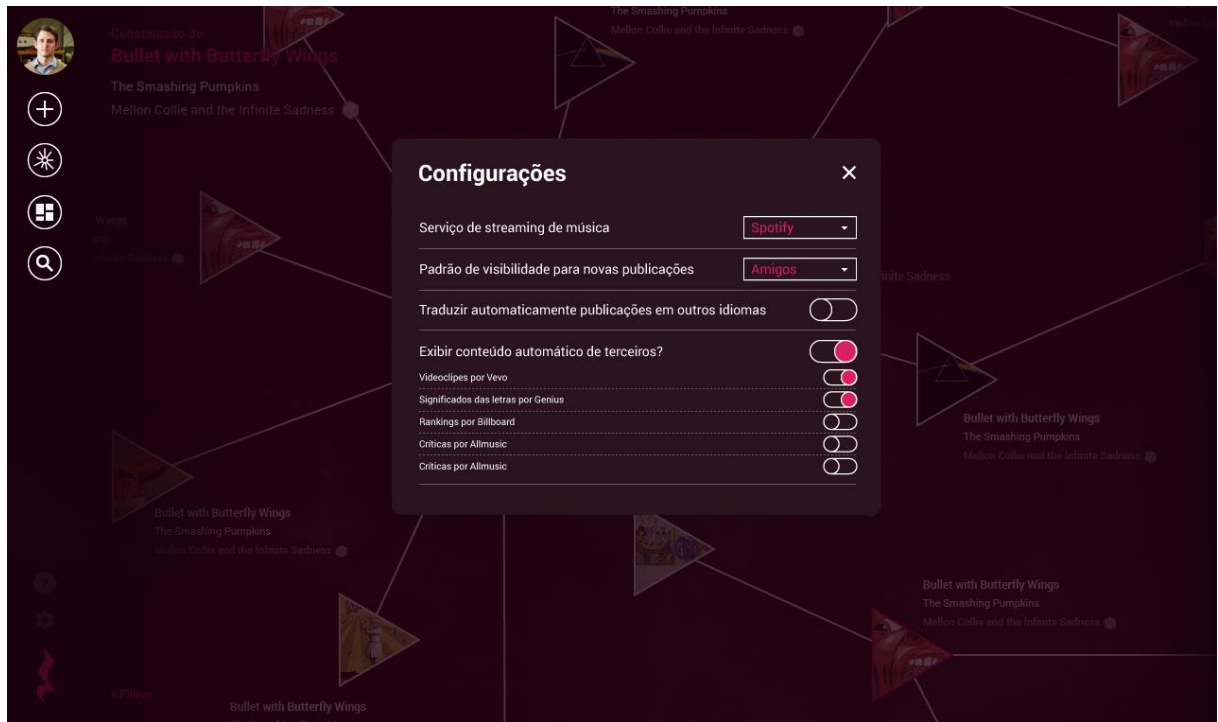 The Smashing Pumpkins
Mellon Collie and the Infinite Sadness
Constelação de
Bullet with Butterfly Wings
The Smashing Pumpkins
Mellon Collie and the Infinite Sadness
Configurações
Serviço de streaming de música
Spotify
Padrão de visibilidade para novas publicações
Amigos
Traduzir automaticamente publicações em outros idiomas
Exibir conteúdo automático de terceiros?
Videoclipes por Vevo
Significados das letras por Genius
Rankings por Billboard
Críticas por Allmusic
Críticas por Allmusic
Wings
Sadness
Sadness
Bullet with Butterfly Wings
The Smashing Pumpkins
Mellon Collie and the Infinite Sadness
Bullet with Butterfly Wings
The Smashing Pumpkins
Mellon Collie and the Infinite Sadness
Bullet with Butterfly Wings
The Smashing Pumpkins
Mellon Collie and the Infinite Sadness
+ Filtros
Bullet with Butterfly Wings